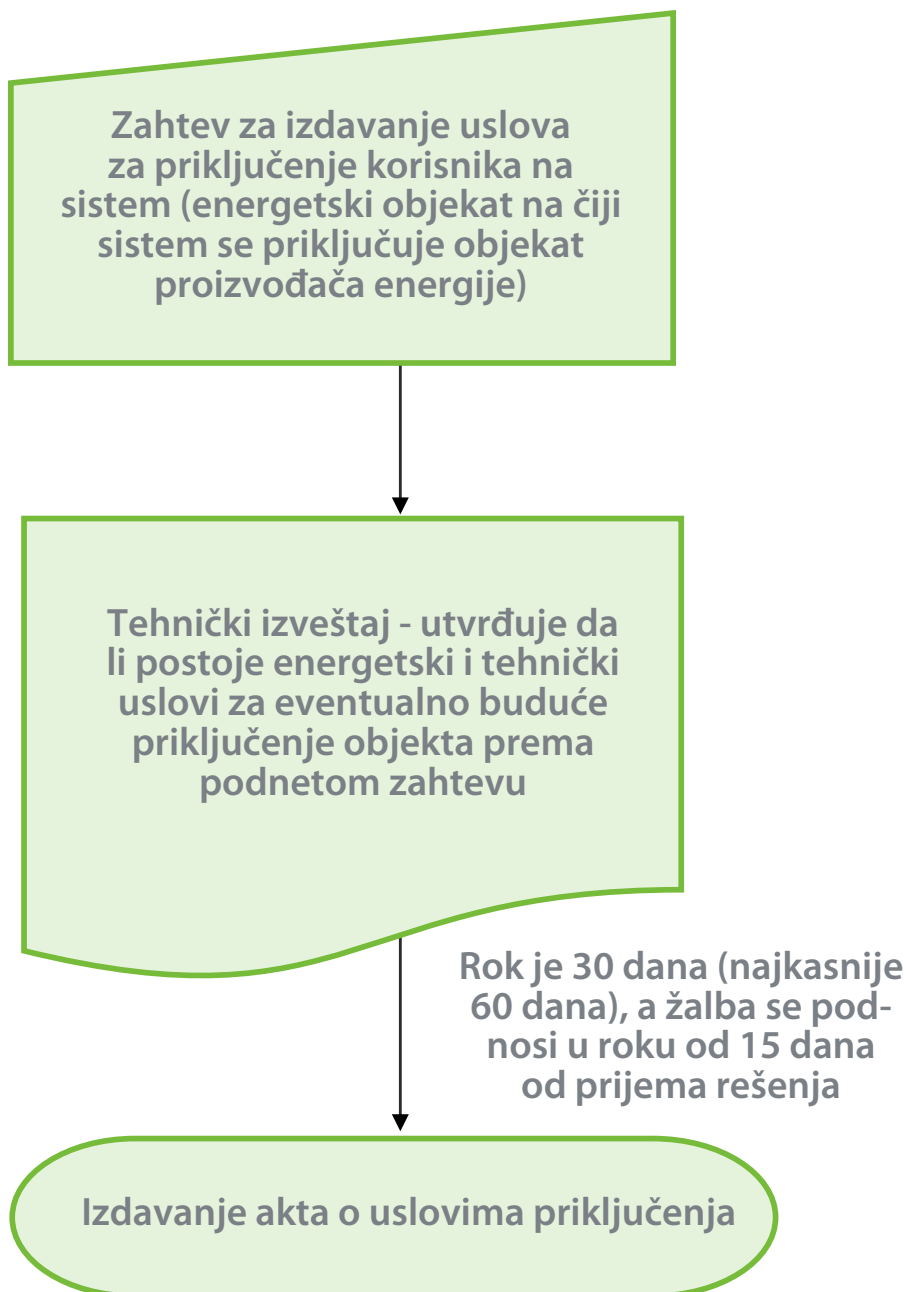 Zahtev za izdavanje uslova
za priključenje korisnika na
sistem (energetski objekat na čiji
sistem se priključuje objekat
proizvođača energije)
Tehnički izveštaj - utvrđuje da
li postoje energetski i tehnički
uslovi za eventualno buduće
priključenje objekta prema
podnetom zahtevu
Rok je 30 dana (najkasnije
60 dana), a žalba se pod-
nosi u roku od 15 dana
od prijema rešenja
Izdavanje akta o uslovima priključenja